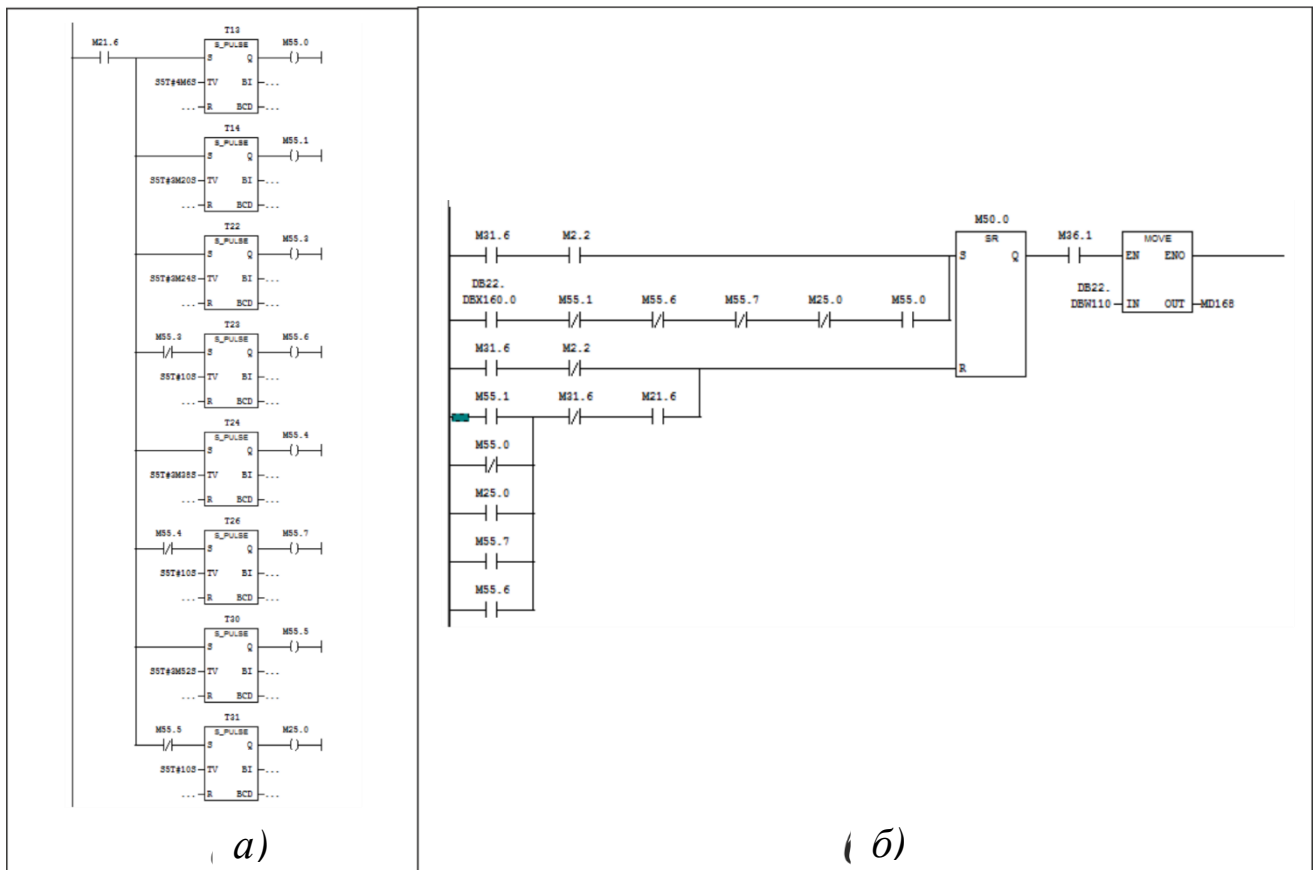 T13
M21.6 S_PULSE M55.0
S Q
S5T#4M6S TV BI ...
... R BCD ...
T14
S_PULSE M55.1
S Q
S5T#3M20S TV BI ...
... R BCD ...
T22
S_PULSE M55.3
S Q
S5T#3M24S TV BI ...
... R BCD ...
T23
M55.3 S_PULSE M55.6
S Q
S5T#10S TV BI ...
... R BCD ...
T24
S_PULSE M55.4
S Q
S5T#3M38S TV BI ...
... R BCD ...
T26
M55.4 S_PULSE M55.7
S Q
S5T#10S TV BI ...
... R BCD ...
T30
S_PULSE M55.5
S Q
S5T#3M52S TV BI ...
... R BCD ...
T31
M55.5 S_PULSE M25.0
S Q
S5T#10S TV BI ...
... R BCD ...
( а)
M50.0
M31.6 M2.2 SR M36.1 MOVE
S Q EN ENO
DB22.
DBX160.0 M55.1 M55.6 M55.7 M25.0 M55.0
DB22.
DBW110 IN OUT MD168
M31.6 M2.2
R
M55.1 M31.6 M21.6
M55.0
M25.0
M55.7
M55.6
( б)